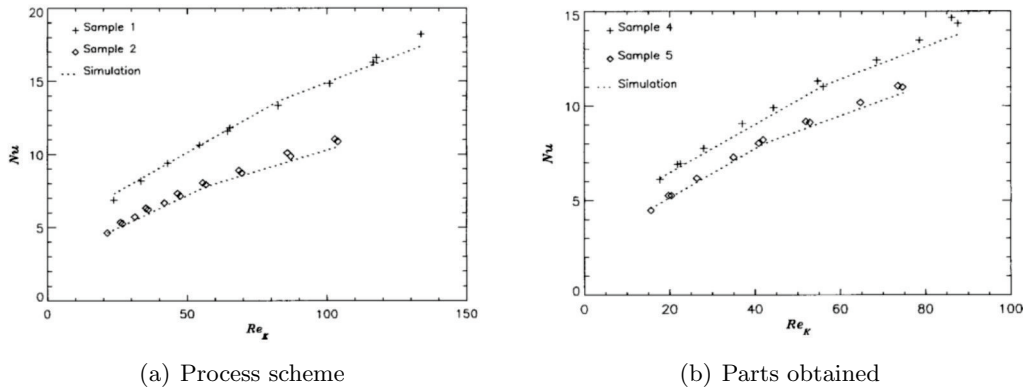 20
15
10
5
0
Nu
+ Sample 1
◇ Sample 2
····· Simulation
0 50 100 150
Re_K
(a) Process scheme
15
10
5
0
Nu
+ Sample 4
◇ Sample 5
····· Simulation
0 20 40 60 80 100
Re_K
(b) Parts obtained